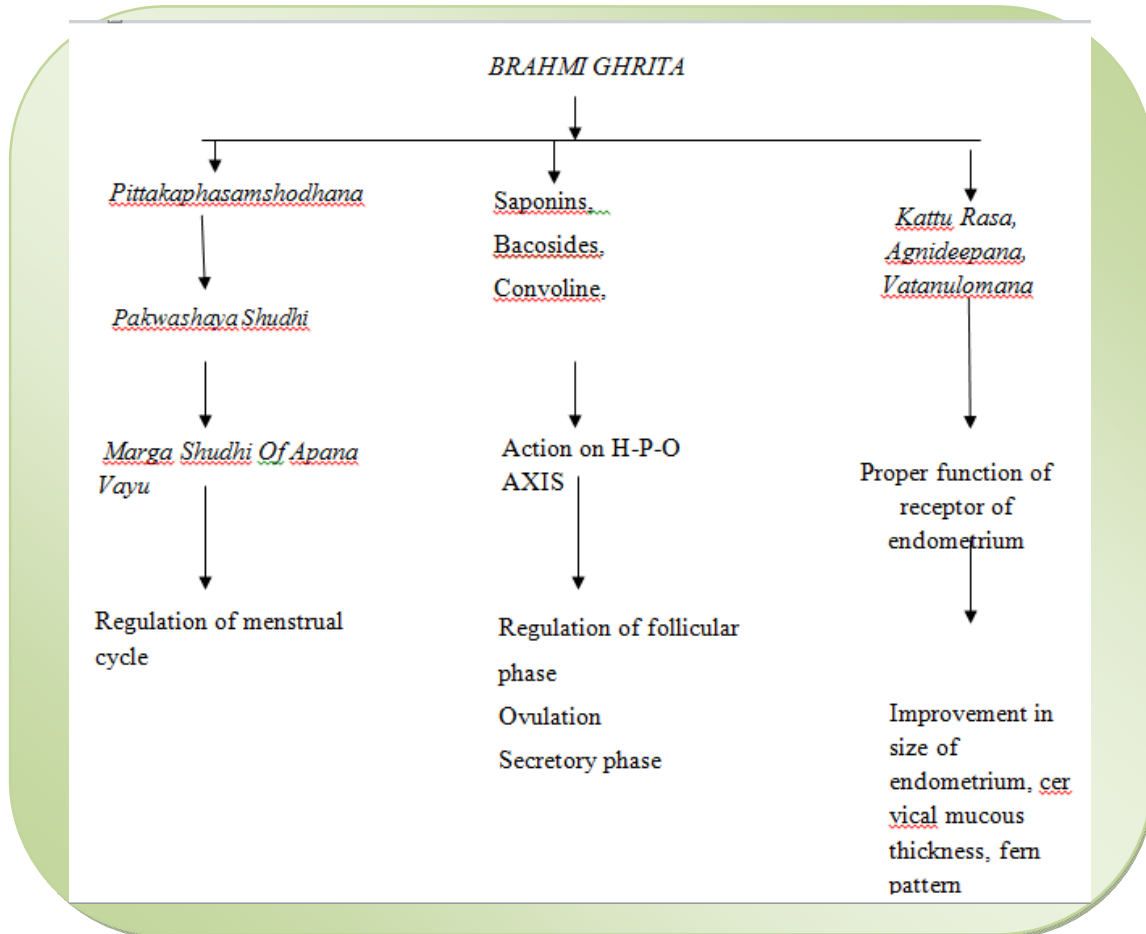 BRAHMI GHRITA
Pittakaphasamshodhana
Pakwashaya Shudhi
Marga Shudhi Of Apana
Vayu
Regulation of menstrual
cycle
Saponins,
Bacosides,
Convoline,
Action on H-P-O
AXIS
Regulation of follicular
phase
Ovulation
Secretory phase
Kattu Rasa,
Agnideepana,
Vatanulomana
Proper function of
receptor of
endometrium
Improvement in
size of
endometrium, cer
vical mucous
thickness, fern
pattern